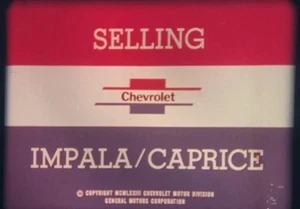 SELLING
Chevrolet
IMPALA/CAPRICE
© COPYRIGHT MCMLXXIII CHEVROLET MOTOR DIVISION
GENERAL MOTORS CORPORATION